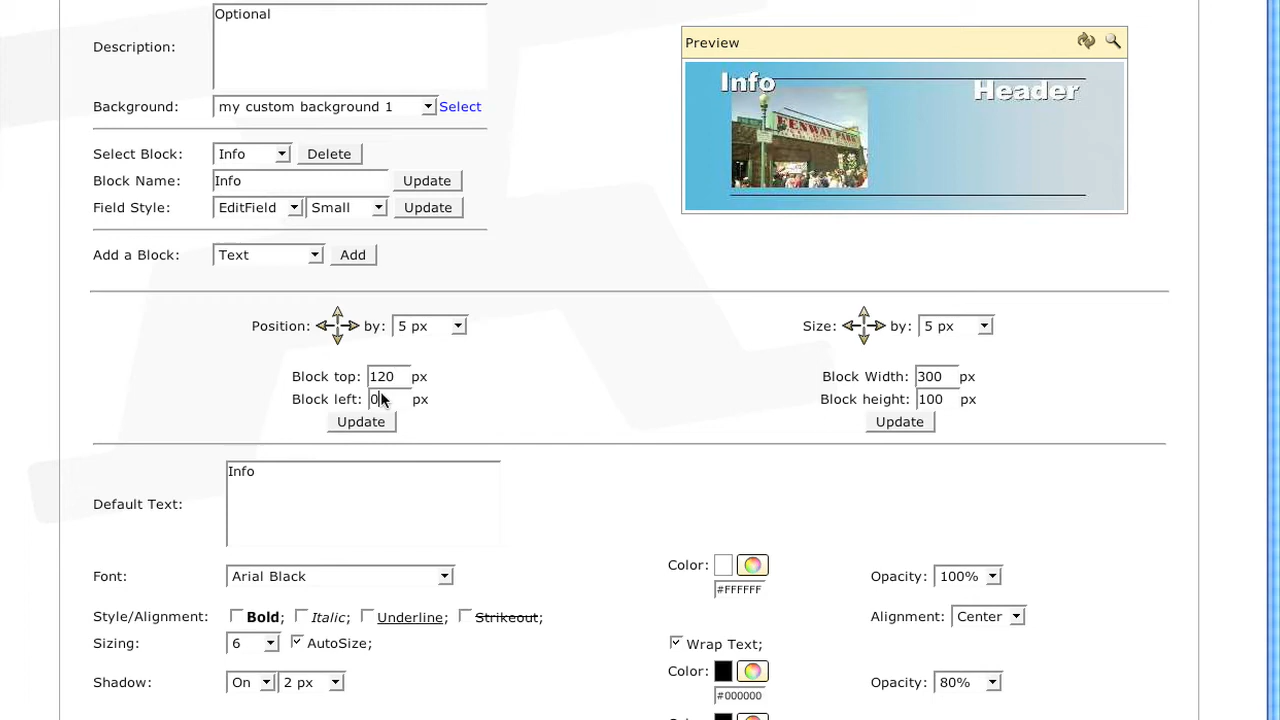 Optional
Description:
Preview
Info
Header
FENWAY PARK
Background: my custom background 1 Select
Select Block: Info Delete
Block Name: Info Update
Field Style: EditField Small Update
Add a Block: Text Add
Position: by: 5 px
Size: by: 5 px
Block top: 120 px
Block Width: 300 px
Block left: 0 px
Block height: 100 px
Update
Update
Info
Default Text:
Font: Arial Black
Color: #FFFFFF
Opacity: 100%
Style/Alignment: Bold; Italic; Underline; Strikeout;
Alignment: Center
Sizing: 6 AutoSize;
Wrap Text;
Shadow: On 2 px
Color: #000000
Opacity: 80%